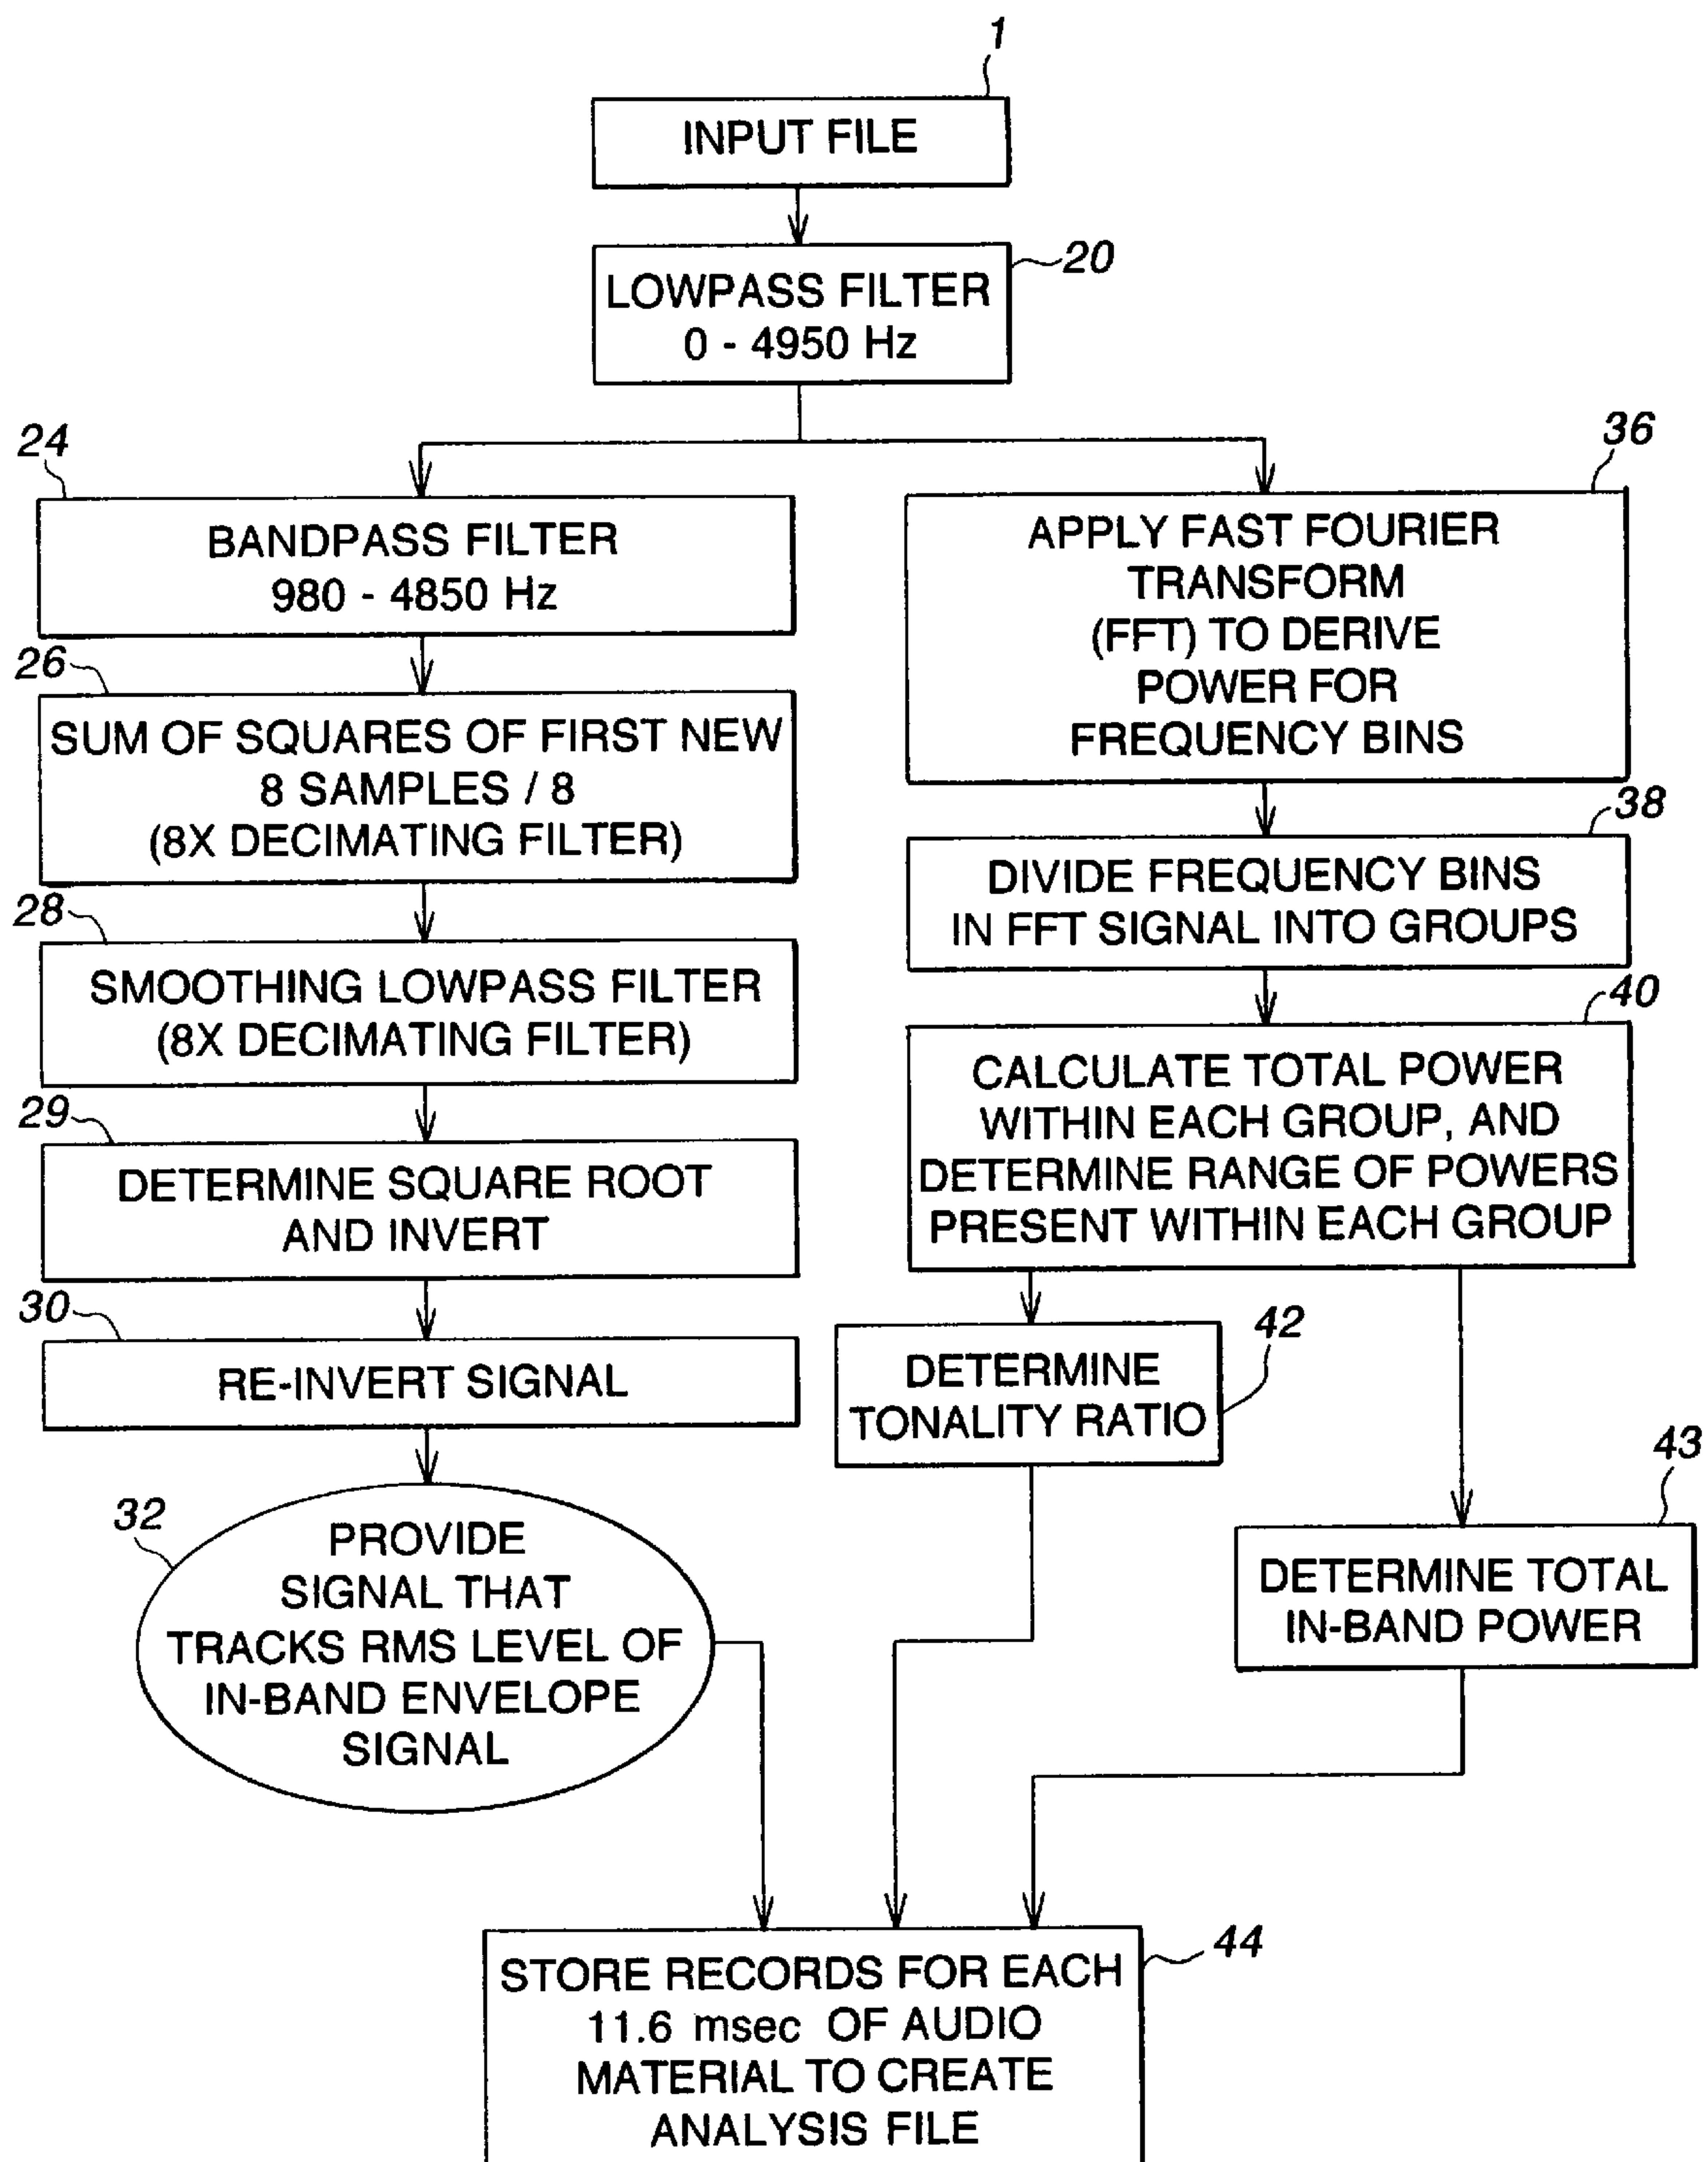 1
INPUT FILE
20
LOWPASS FILTER
0 - 4950 Hz
24
BANDPASS FILTER
980 - 4850 Hz
26
SUM OF SQUARES OF FIRST NEW
8 SAMPLES / 8
(8X DECIMATING FILTER)
28
SMOOTHING LOWPASS FILTER
(8X DECIMATING FILTER)
29
DETERMINE SQUARE ROOT
AND INVERT
30
RE-INVERT SIGNAL
32
PROVIDE
SIGNAL THAT
TRACKS RMS LEVEL OF
IN-BAND ENVELOPE
SIGNAL
36
APPLY FAST FOURIER
TRANSFORM
(FFT) TO DERIVE
POWER FOR
FREQUENCY BINS
38
DIVIDE FREQUENCY BINS
IN FFT SIGNAL INTO GROUPS
40
CALCULATE TOTAL POWER
WITHIN EACH GROUP, AND
DETERMINE RANGE OF POWERS
PRESENT WITHIN EACH GROUP
42
DETERMINE
TONALITY RATIO
43
DETERMINE TOTAL
IN-BAND POWER
44
STORE RECORDS FOR EACH
11.6 msec OF AUDIO
MATERIAL TO CREATE
ANALYSIS FILE